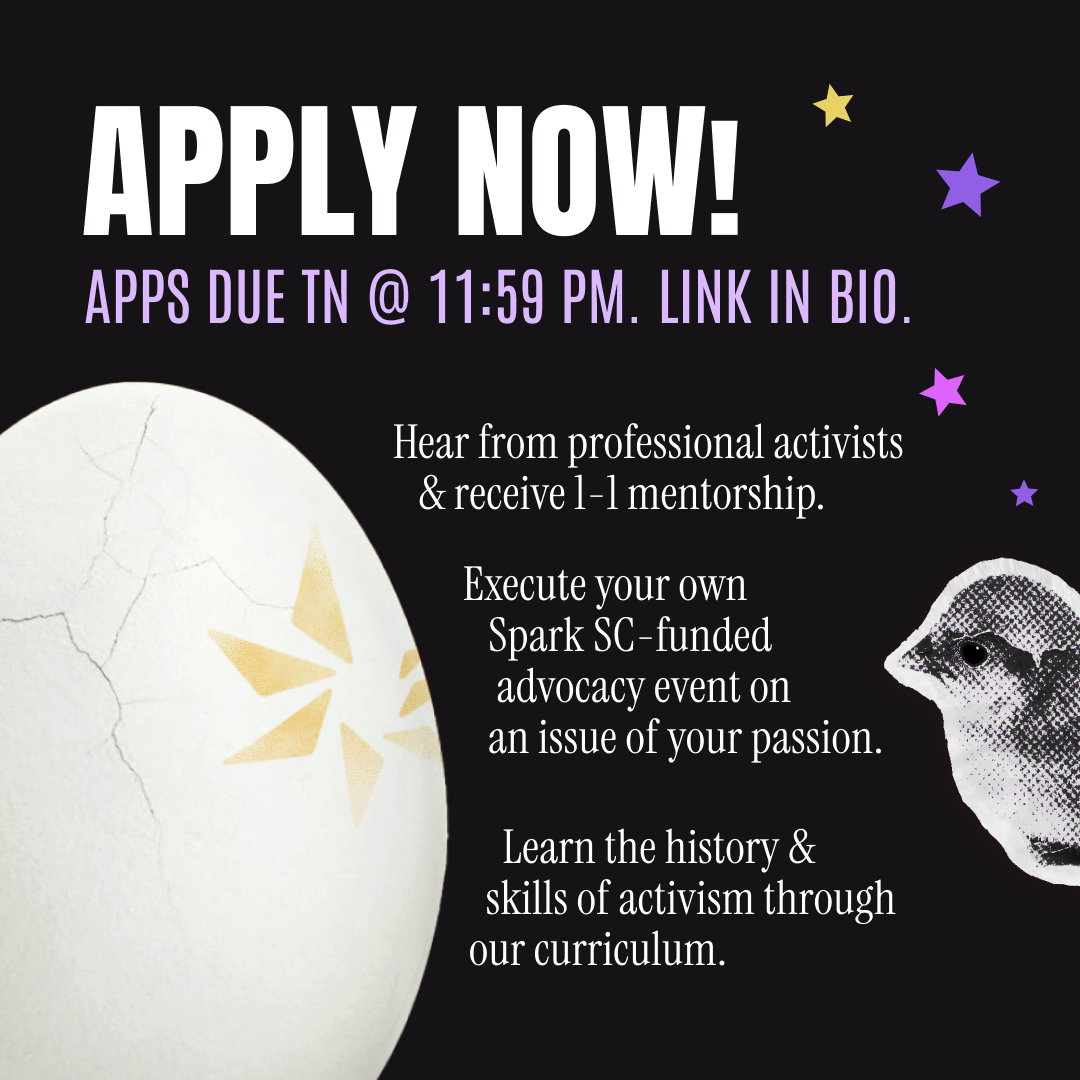 APPLY NOW!
APPS DUE TN @ 11:59 PM. LINK IN BIO.
Hear from professional activists
& receive 1-1 mentorship.
Execute your own
Spark SC-funded
advocacy event on
an issue of your passion.
Learn the history &
skills of activism through
our curriculum.